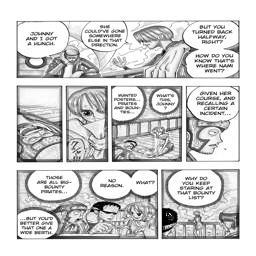 BUT YOU
TURNED BACK
HALFWAY,
RIGHT?
HOW DO YOU
KNOW THAT'S
WHERE NAMI
WENT?
SHE
COULD'VE GONE
SOMEWHERE
ELSE IN THAT
DIRECTION.
JOHNNY
AND I GOT
A HUNCH.
GIVEN HER
COURSE, AND
RECALLING A
CERTAIN
INCIDENT...
WHAT'S
THIS,
JOHNNY
?
WANTED
POSTERS...
PIRATES
AND
BOUN-
TIES...
WHY DO
YOU KEEP
STARING AT
THAT BOUNTY
LIST?
WHAT?
NO
REASON.
THOSE
ARE ALL BIG-
BOUNTY
PIRATES...
...BUT YOU'D
BETTER GIVE
THAT ONE A
WIDE BERTH.